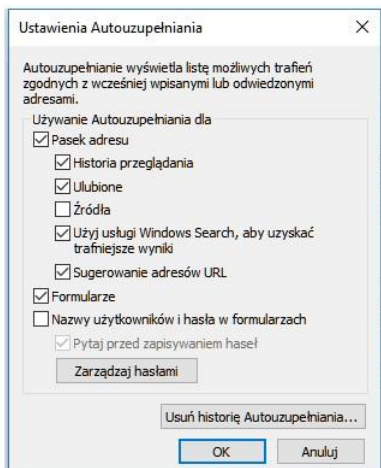 Ustawienia Autouzupełniania
Autouzupełnianie wyświetla listę możliwych trafień
zgodnych z wcześniej wpisanymi lub odwiedzonymi
adresami.
Używanie Autouzupełniania dla
Pasek adresu
Historia przeglądania
Ulubione
Źródła
Użyj usługi Windows Search, aby uzyskać
trafniejsze wyniki
Sugerowanie adresów URL
Formularze
Nazwy użytkowników i hasła w formularzach
Pytaj przed zapisywaniem haseł
Zarządzaj hasłami
Usuń historię Autouzupełniania...
OK Anuluj